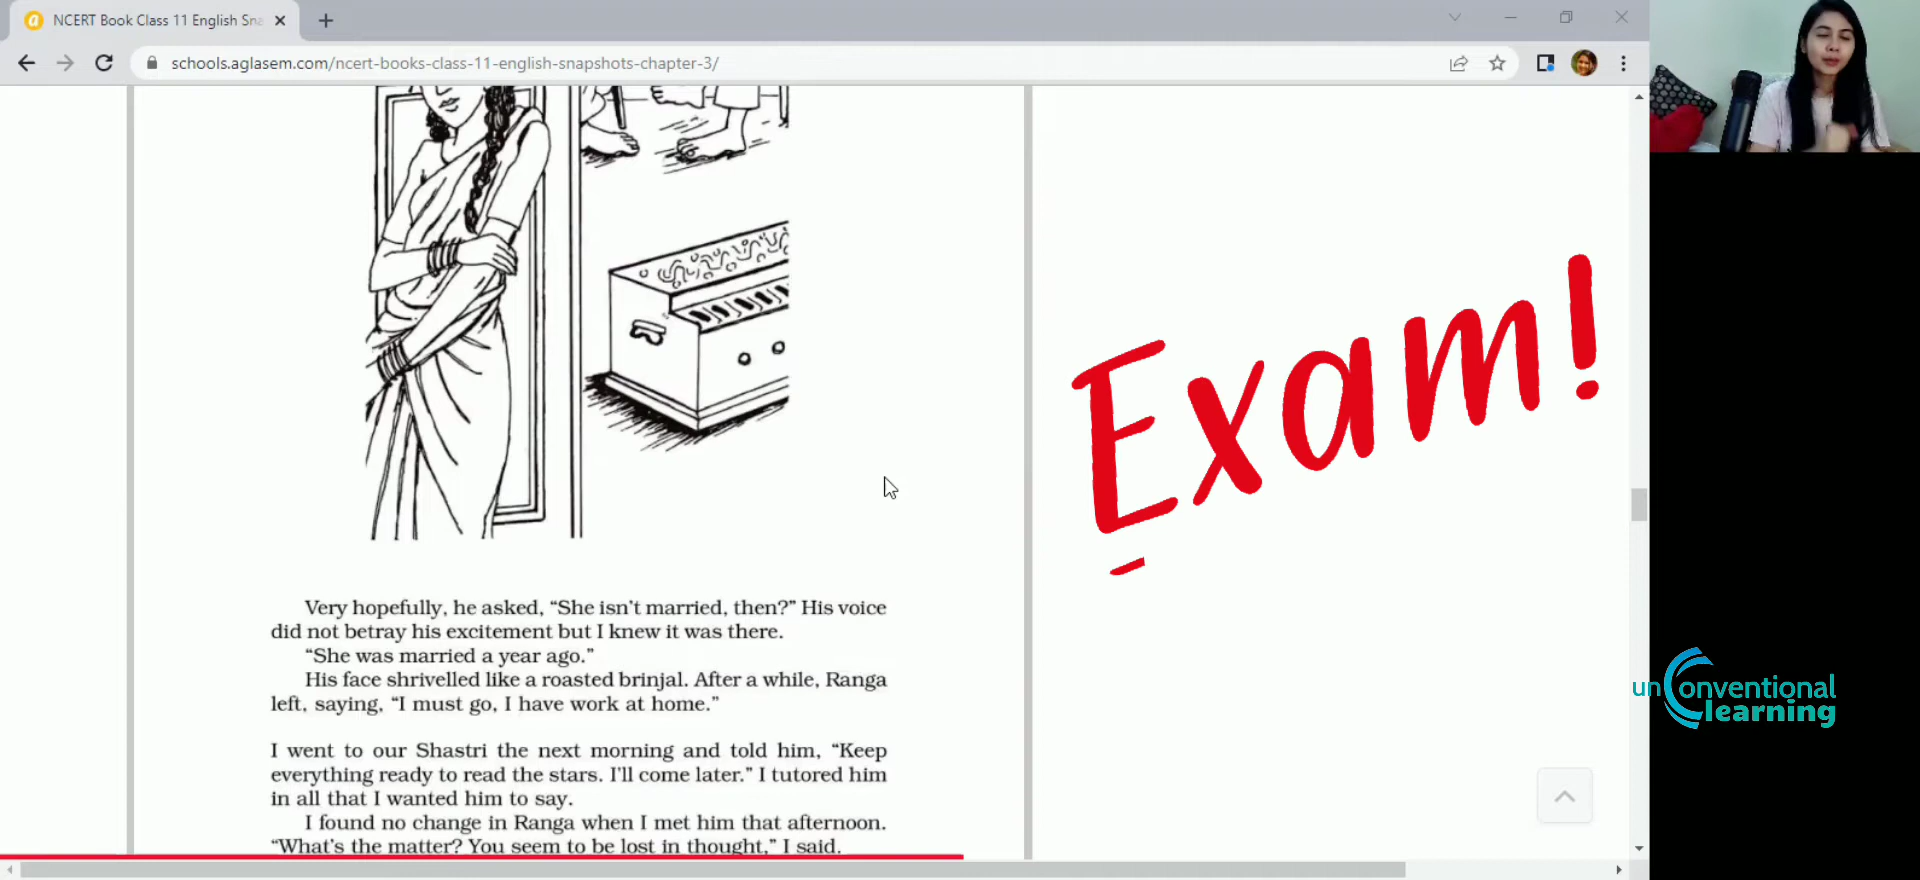 NCERT Book Class 11 English Sna
schools.aglasem.com/ncert-books-class-11-english-snapshots-chapter-3/
Exam!
Very hopefully, he asked, “She isn’t married, then?” His voice
did not betray his excitement but I knew it was there.
“She was married a year ago.”
His face shrivelled like a roasted brinjal. After a while, Ranga
left, saying, “I must go, I have work at home.”
I went to our Shastri the next morning and told him, “Keep
everything ready to read the stars. I'll come later.” I tutored him
in all that I wanted him to say.
I found no change in Ranga when I met him that afternoon.
“What’s the matter? You seem to be lost in thought,” I said.
unConventional
learning